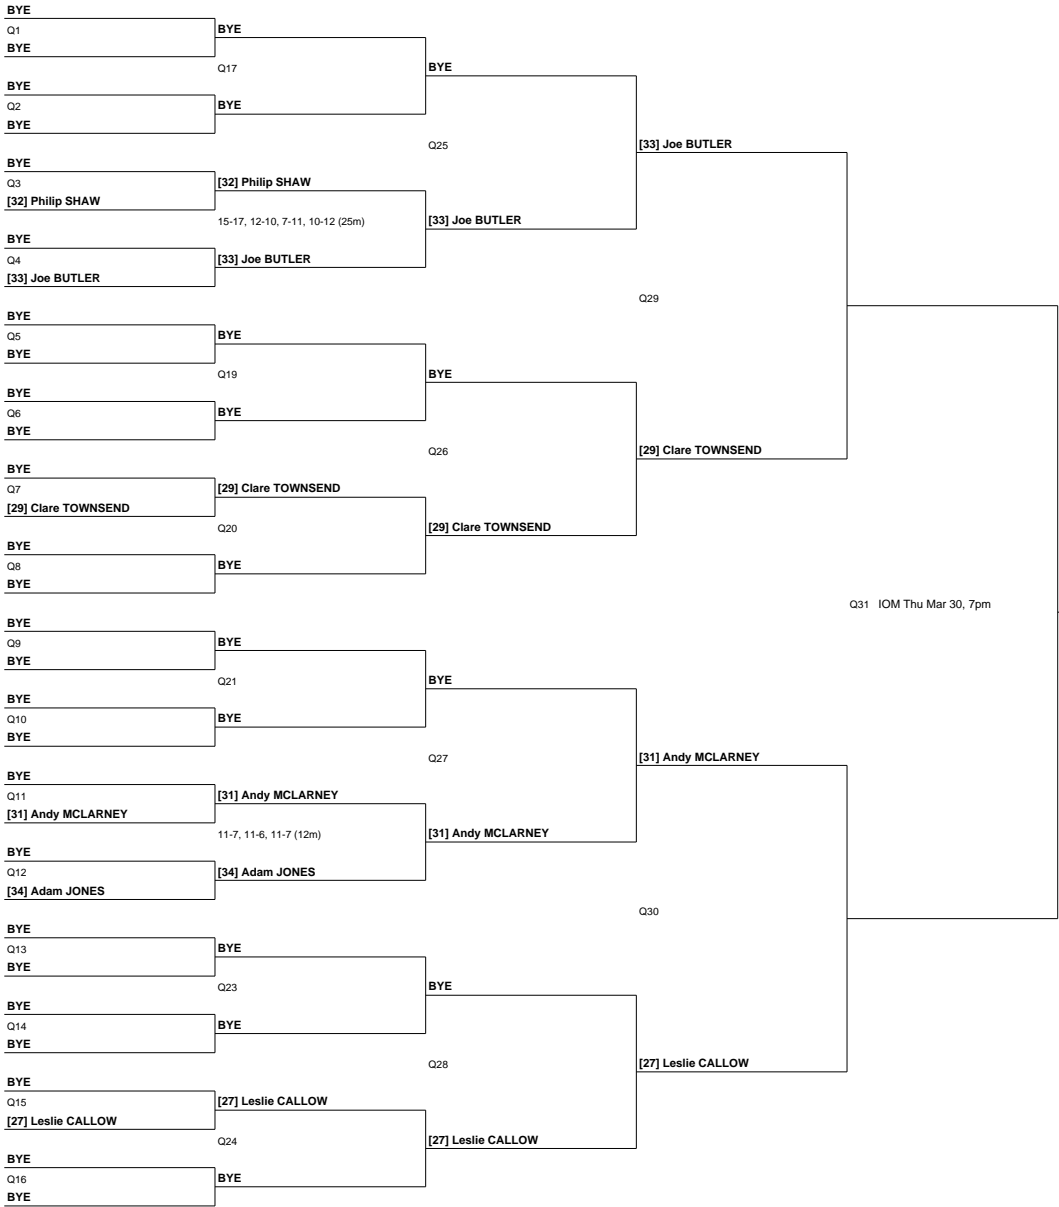 BYE
Q1
BYE
BYE
Q17
BYE
BYE
Q2
BYE
BYE
Q25
[33] Joe BUTLER
BYE
Q3
[32] Philip SHAW
[32] Philip SHAW
15-17, 12-10, 7-11, 10-12 (25m)
[33] Joe BUTLER
BYE
Q4
[33] Joe BUTLER
[33] Joe BUTLER
Q29
BYE
Q5
BYE
BYE
Q19
BYE
BYE
Q6
BYE
BYE
Q26
[29] Clare TOWNSEND
BYE
Q7
[29] Clare TOWNSEND
[29] Clare TOWNSEND
Q20
[29] Clare TOWNSEND
BYE
Q8
BYE
BYE
Q31 IOM Thu Mar 30, 7pm
BYE
Q9
BYE
BYE
Q21
BYE
BYE
Q10
BYE
BYE
Q27
[31] Andy MCLARNEY
BYE
Q11
[31] Andy MCLARNEY
[31] Andy MCLARNEY
11-7, 11-6, 11-7 (12m)
[31] Andy MCLARNEY
BYE
Q12
[34] Adam JONES
[34] Adam JONES
Q30
BYE
Q13
BYE
BYE
Q23
BYE
BYE
Q14
BYE
BYE
Q28
[27] Leslie CALLOW
BYE
Q15
[27] Leslie CALLOW
[27] Leslie CALLOW
Q24
[27] Leslie CALLOW
BYE
Q16
BYE
BYE